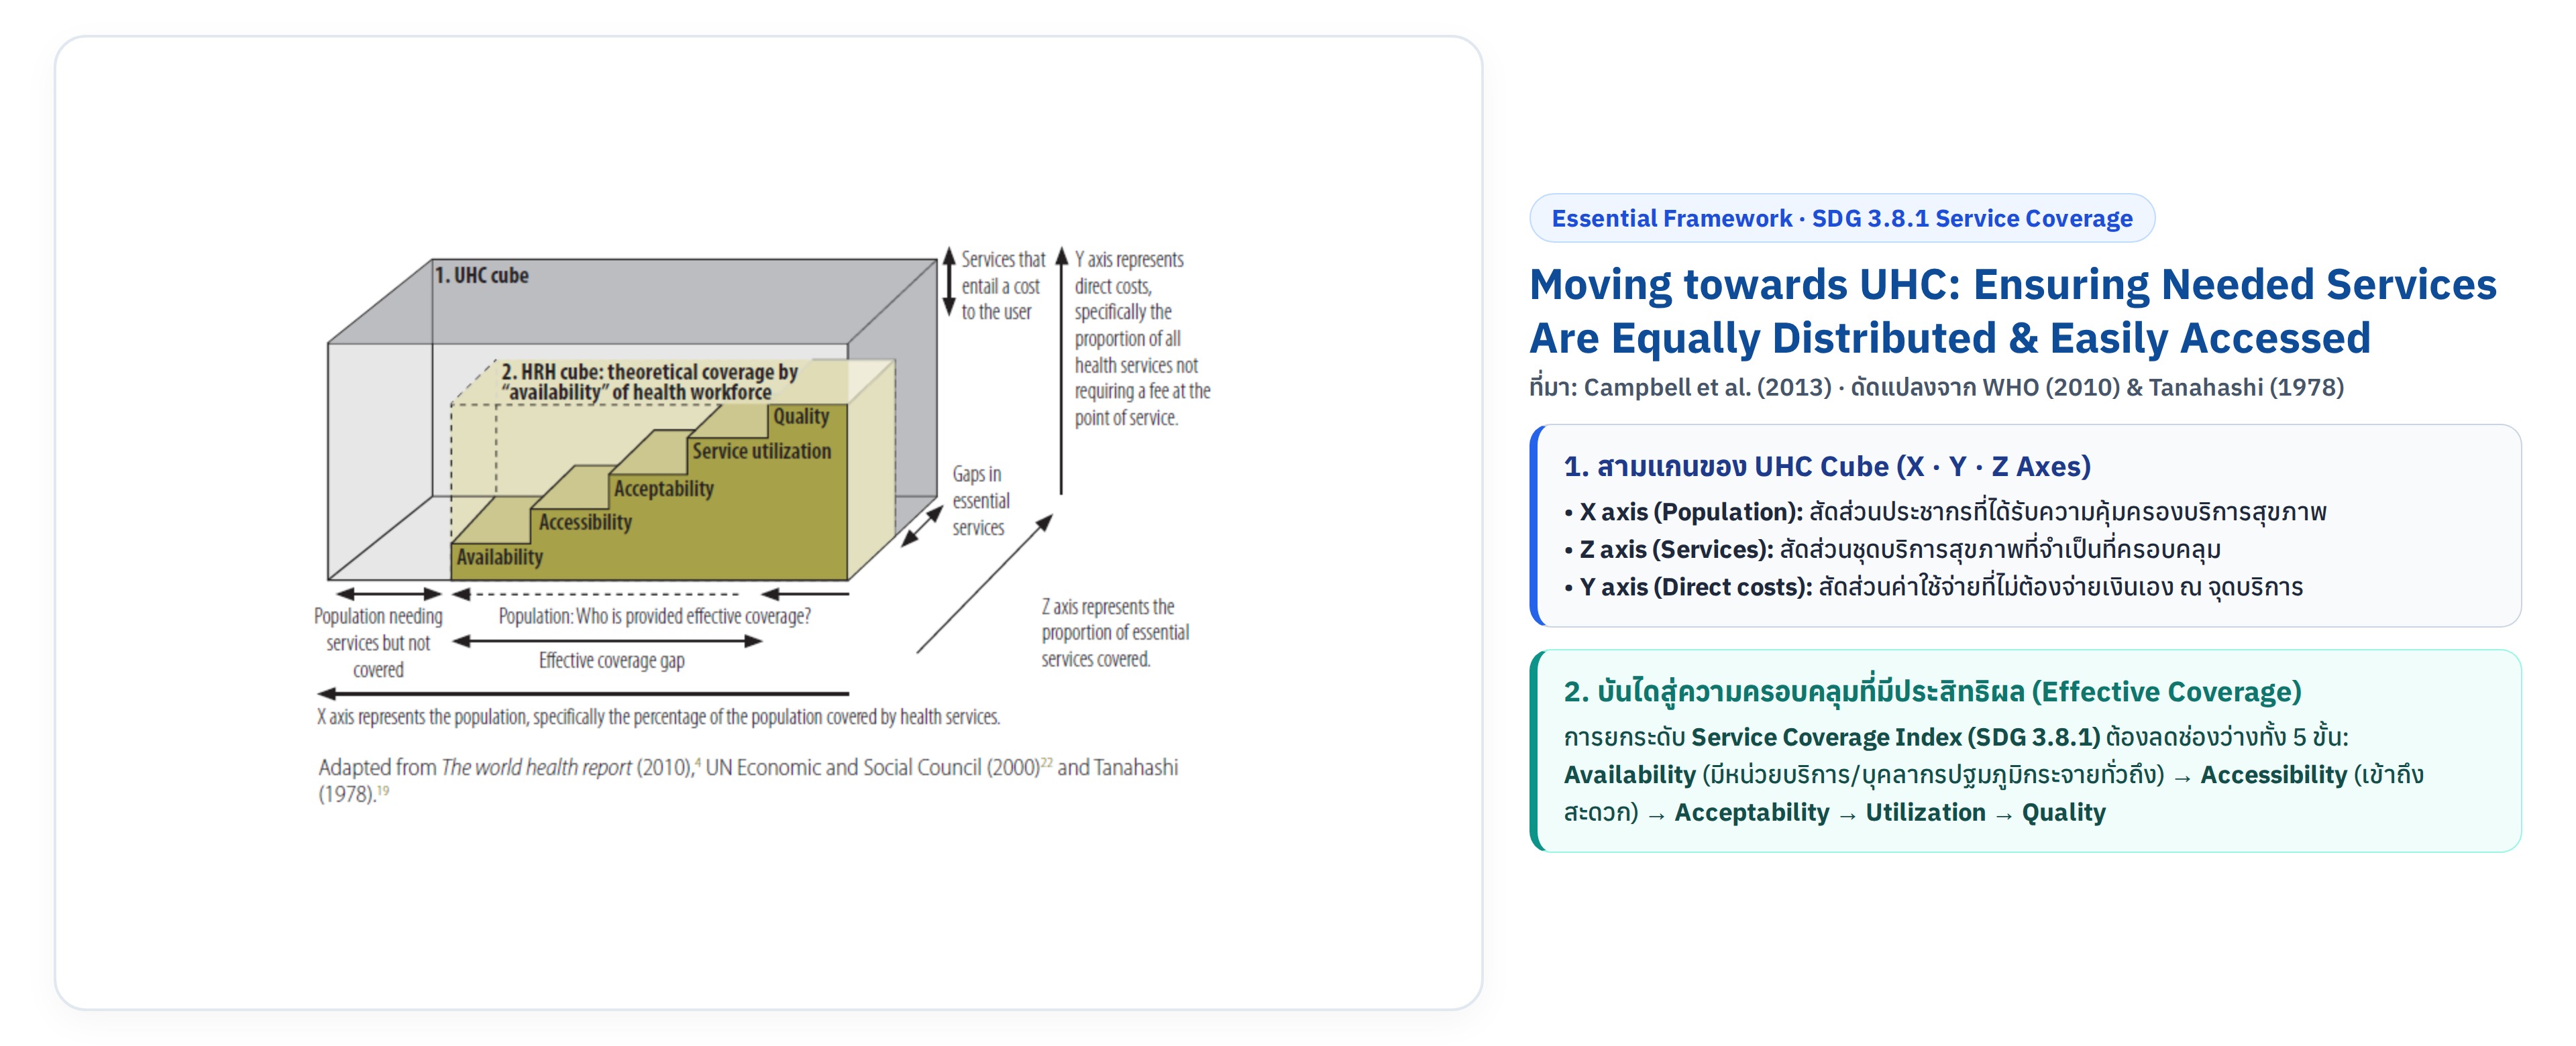 1. UHC cube
2. HRH cube: theoretical coverage by
“availability” of health workforce
Quality
Service utilization
Acceptability
Accessibility
Availability
Services that
entail a cost
to the user
Y axis represents
direct costs,
specifically the
proportion of all
health services not
requiring a fee at the
point of service.
Gaps in
essential
services
Z axis represents the
proportion of essential
services covered.
Population needing
services but not
covered
Population: Who is provided effective coverage?
Effective coverage gap
X axis represents the population, specifically the percentage of the population covered by health services.
Adapted from The world health report (2010),4 UN Economic and Social Council (2000)22 and Tanahashi
(1978).19
Essential Framework · SDG 3.8.1 Service Coverage
Moving towards UHC: Ensuring Needed Services
Are Equally Distributed & Easily Accessed
ที่มา: Campbell et al. (2013) · ดัดแปลงจาก WHO (2010) & Tanahashi (1978)
1. สามแกนของ UHC Cube (X · Y · Z Axes)
• X axis (Population): สัดส่วนประชากรที่ได้รับความคุ้มครองบริการสุขภาพ
• Z axis (Services): สัดส่วนชุดบริการสุขภาพที่จำเป็นที่ครอบคลุม
• Y axis (Direct costs): สัดส่วนค่าใช้จ่ายที่ไม่ต้องจ่ายเงินเอง ณ จุดบริการ
2. บันไดสู่ความครอบคลุมที่มีประสิทธิผล (Effective Coverage)
การยกระดับ Service Coverage Index (SDG 3.8.1) ต้องลดช่องว่างทั้ง 5 ขั้น:
Availability (มีหน่วยบริการ/บุคลากรปฐมภูมิกระจายทั่วถึง) → Accessibility (เข้าถึง
สะดวก) → Acceptability → Utilization → Quality